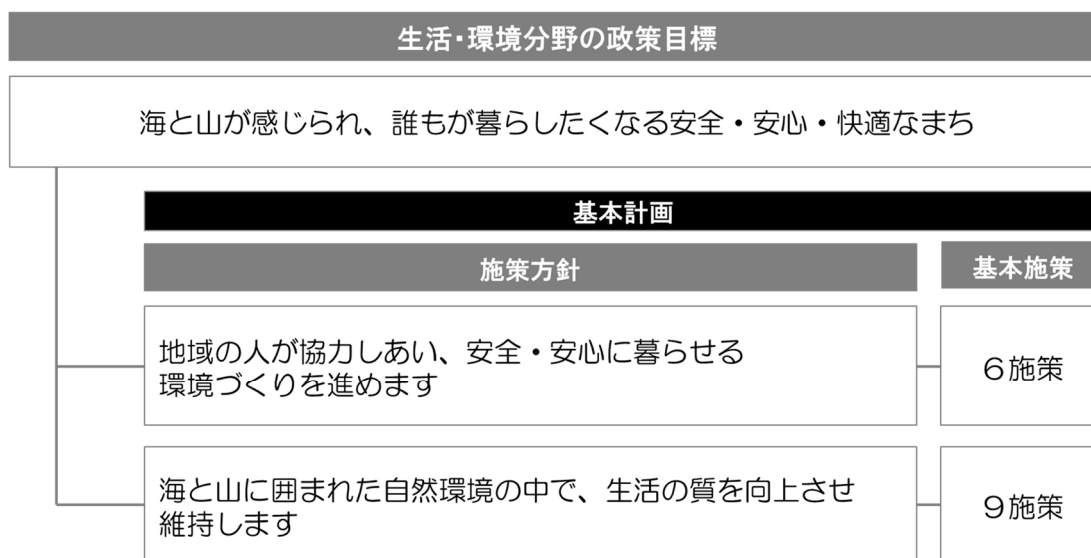 生活・環境分野の政策目標
海と山が感じられ、誰もが暮らしたくなる安全・安心・快適なまち
基本計画
施策方針
基本施策
地域の人が協力しあい、安全・安心に暮らせる
環境づくりを進めます
６施策
海と山に囲まれた自然環境の中で、生活の質を向上させ
維持します
９施策